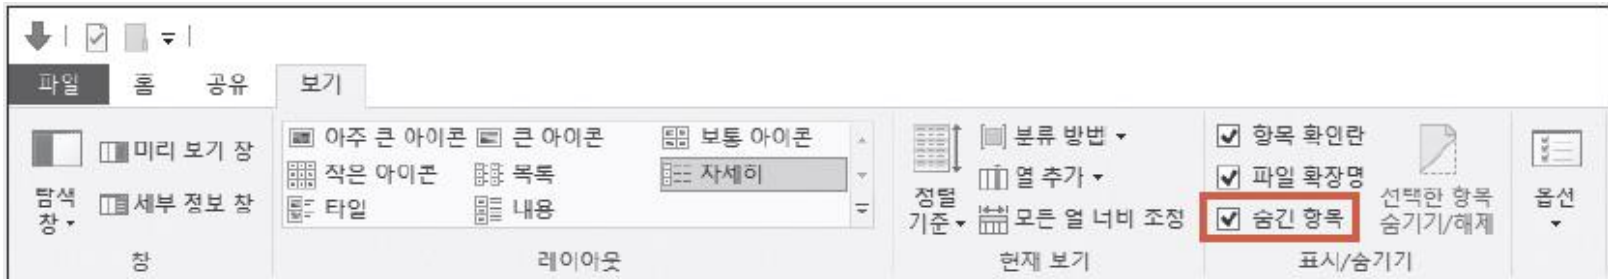 파일 홈 공유 보기
탐색
창
미리 보기 창
세부 정보 창
창
아주 큰 아이콘 큰 아이콘 보통 아이콘
작은 아이콘 목록 자세히
타일 내용
레이아웃
정렬
기준
분류 방법
열 추가
모든 열 너비 조정
현재 보기
항목 확인란
파일 확장명
숨긴 항목
선택한 항목
숨기기/해제
표시/숨기기
옵션